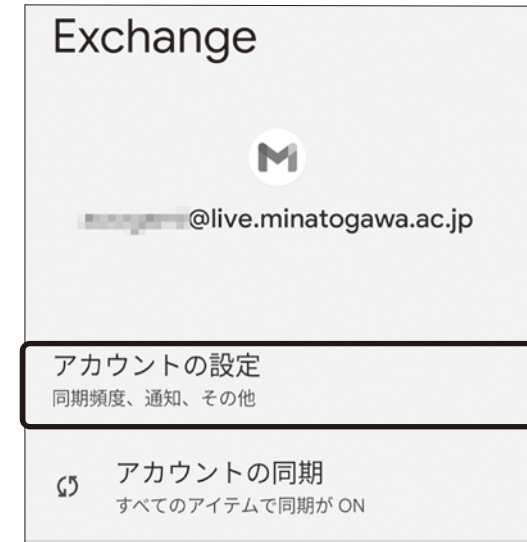 Exchange
@live.minatogawa.ac.jp
アカウントの設定
同期頻度、通知、その他
アカウントの同期
すべてのアイテムで同期が ON